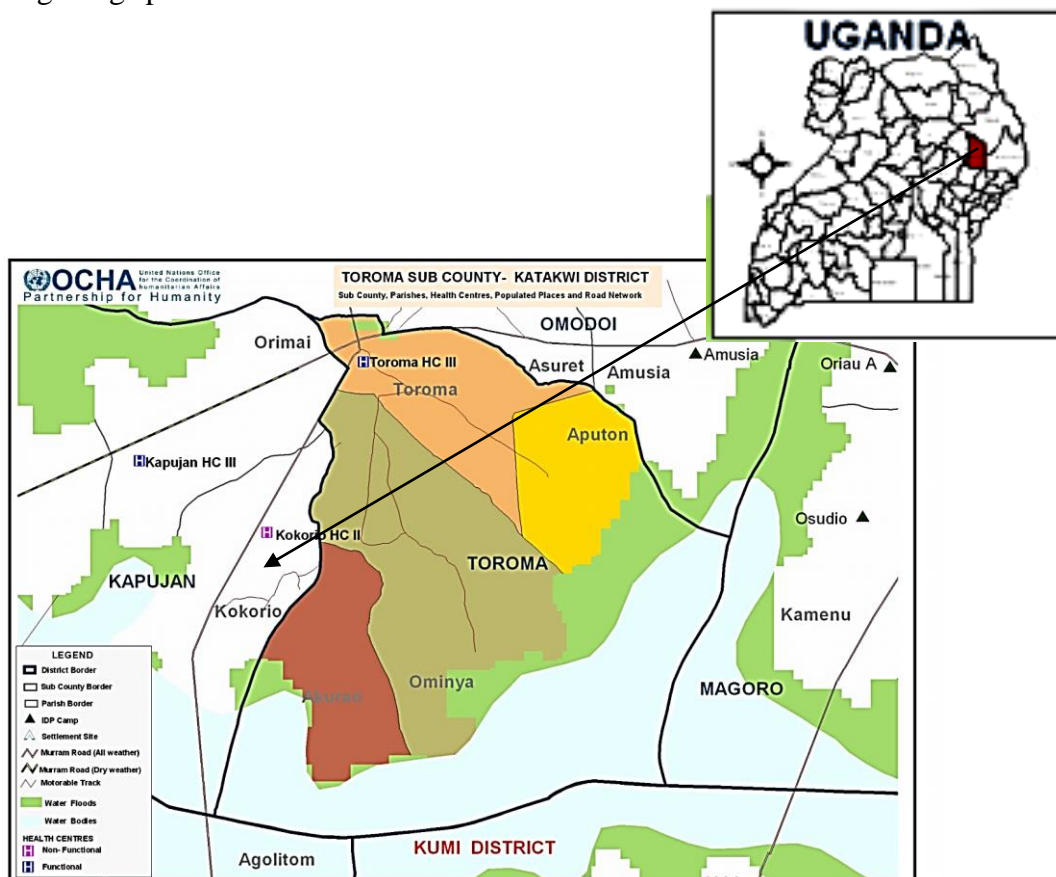 UGANDA
OCHA
United Nations Office
for the Coordination of
humanitarian Affairs
Partnership for Humanity
TOROMA SUB COUNTY- KATAKWI DISTRICT
Sub County, Parishes, Health Centres, Populated Places and Road Network
OMODOI
Orimai
Toroma HC III
Asuret
Amusia
Amusia
Oriau A
Toroma
Aputon
Kapujan HC III
Osudio
Kokorio HC II
TOROMA
KAPUJAN
Kokorio
Kamenu
Ominya
MAGORO
LEGEND
District Border
Sub County Border
Parish Border
IDP Camp
Settlement Site
Murram Road (All weather)
Murram Road (Dry weather)
Motorable Track
Water Floods
Water Bodies
HEALTH CENTRES
H Non- Functional
H Functional
Agolitom
KUMI DISTRICT